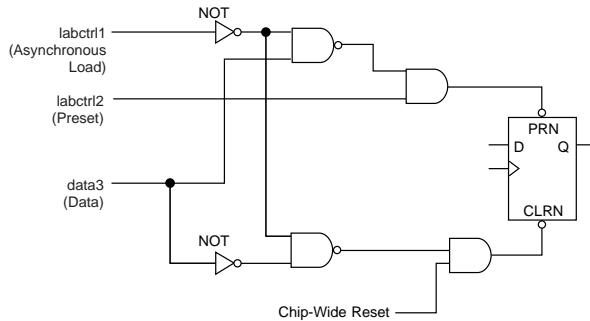 NOT
labctrl1
(Asynchronous
Load)
labctrl2
(Preset)
PRN
D Q
data3
(Data)
CLRN
NOT
Chip-Wide Reset